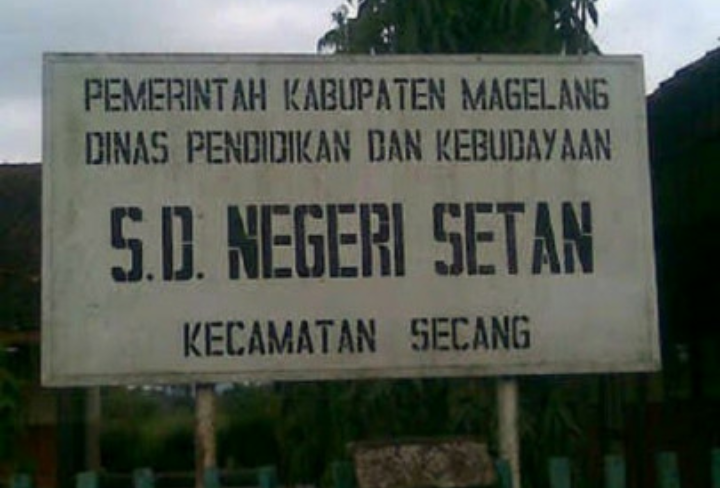 PEMERINTAH KABUPATEN MAGELANG
DINAS PENDIDIKAN DAN KEBUDAYAAN
S.D. NEGERI SETAN
KECAMATAN SECANG